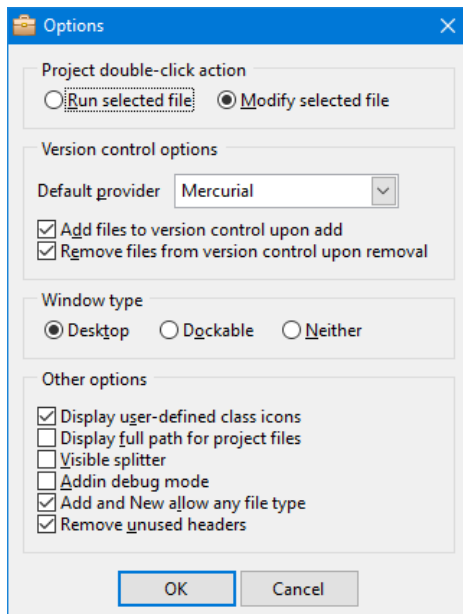 Options
Project double-click action
Run selected file Modify selected file
Version control options
Default provider Mercurial
Add files to version control upon add
Remove files from version control upon removal
Window type
Desktop Dockable Neither
Other options
Display user-defined class icons
Display full path for project files
Visible splitter
Addin debug mode
Add and New allow any file type
Remove unused headers
OK Cancel